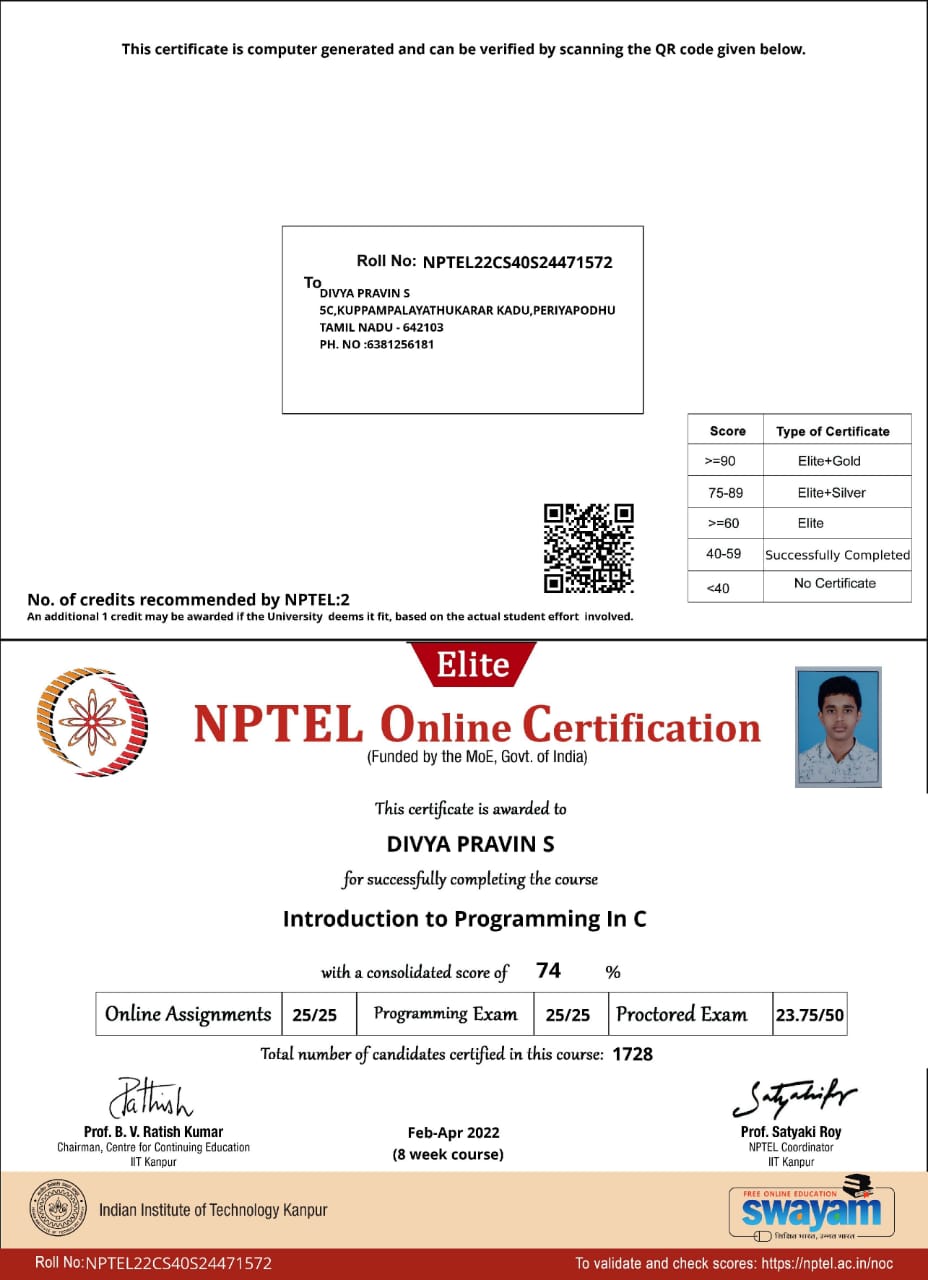 This certificate is computer generated and can be verified by scanning the QR code given below.
Roll No: NPTEL22CS40S24471572
To
DIVYA PRAVIN S
5C,KUPPAMPALAYATHUKARAR KADU,PERIYAPODHU
TAMIL NADU - 642103
PH. NO :6381256181
Score Type of Certificate
>=90 Elite+Gold
75-89 Elite+Silver
>=60 Elite
40-59 Successfully Completed
<40 No Certificate
No. of credits recommended by NPTEL:2
An additional 1 credit may be awarded if the University deems it fit, based on the actual student effort involved.
Elite
NPTEL Online Certification
(Funded by the MoE, Govt. of India)
This certificate is awarded to
DIVYA PRAVIN S
for successfully completing the course
Introduction to Programming In C
with a consolidated score of 74 %
Online Assignments 25/25 Programming Exam 25/25 Proctored Exam 23.75/50
Total number of candidates certified in this course: 1728
Prof. B. V. Ratish Kumar
Chairman, Centre for Continuing Education
IIT Kanpur
Feb-Apr 2022
(8 week course)
Prof. Satyaki Roy
NPTEL Coordinator
IIT Kanpur
Indian Institute of Technology Kanpur
FREE ONLINE EDUCATION
swayam
शिक्षित भारत, उन्नत भारत
Roll No:NPTEL22CS40S24471572
To validate and check scores: https://nptel.ac.in/noc